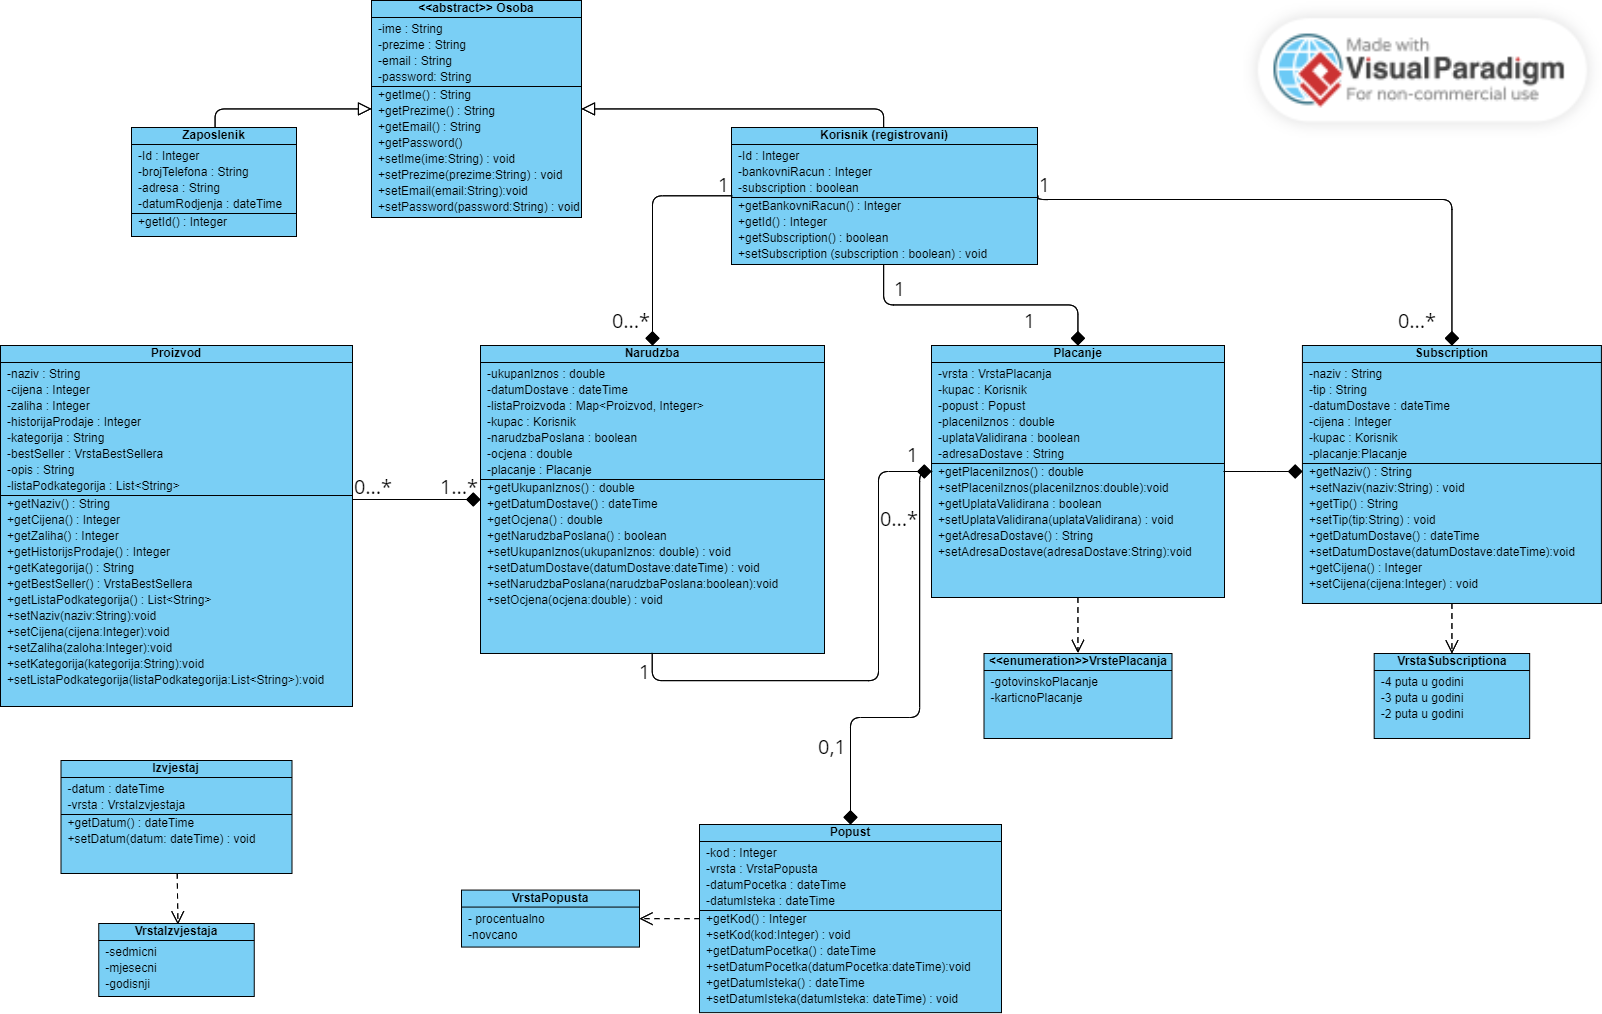 <<abstract>> Osoba
-ime : String
-prezime : String
-email : String
-password: String
+getIme() : String
+getPrezime() : String
+getEmail() : String
+getPassword()
+setIme(ime:String) : void
+setPrezime(prezime:String) : void
+setEmail(email:String):void
+setPassword(password:String) : void
Made with
Visual Paradigm
For non-commercial use
Zaposlenik
-Id : Integer
-brojTelefona : String
-adresa : String
-datumRodjenja : dateTime
+getId() : Integer
Korisnik (registrovani)
-Id : Integer
-bankovniRacun : Integer
-subscription : boolean
+getBankovniRacun() : Integer
+getId() : Integer
+getSubscription() : boolean
+setSubscription (subscription : boolean) : void
1
1
1
0...*
1
0...*
Proizvod
-naziv : String
-cijena : Integer
-zaliha : Integer
-historijaProdaje : Integer
-kategorija : String
-bestSeller : VrstaBestSellera
-opis : String
-listaPodkategorija : List<String>
+getNaziv() : String
+getCijena() : Integer
+getZaliha() : Integer
+getHistorijsProdaje() : Integer
+getKategorija() : String
+getBestSeller() : VrstaBestSellera
+getListaPodkategorija() : List<String>
+setNaziv(naziv:String):void
+setCijena(cijena:Integer):void
+setZaliha(zaloha:Integer):void
+setKategorija(kategorija:String):void
+setListaPodkategorija(listaPodkategorija:List<String>):void
0...*
1...*
Narudzba
-ukupanIznos : double
-datumDostave : dateTime
-listaProizvoda : Map<Proizvod, Integer>
-kupac : Korisnik
-narudzbaPoslana : boolean
-ocjena : double
-placanje : Placanje
+getUkupanIznos() : double
+getDatumDostave() : dateTime
+getOcjena() : double
+getNarudzbaPoslana() : boolean
+setUkupanIznos(ukupanIznos: double) : void
+setDatumDostave(datumDostave:dateTime) : void
+setNarudzbaPoslana(narudzbaPoslana:boolean):void
+setOcjena(ocjena:double) : void
1
0...*
1
Placanje
-vrsta : VrstaPlacanja
-kupac : Korisnik
-popust : Popust
-placeniIznos : double
-uplataValidirana : boolean
-adresaDostave : String
+getPlaceniIznos() : double
+setPlaceniIznos(placeniIznos:double):void
+getUplataValidirana : boolean
+setUplataValidirana(uplataValidirana) : void
+getAdresaDostave() : String
+setAdresaDostave(adresaDostave:String):void
Subscription
-naziv : String
-tip : String
-datumDostave : dateTime
-cijena : Integer
-kupac : Korisnik
-placanje:Placanje
+getNaziv() : String
+setNaziv(naziv:String) : void
+getTip() : String
+setTip(tip:String) : void
+getDatumDostave() : dateTime
+setDatumDostave(datumDostave:dateTime):void
+getCijena() : Integer
+setCijena(cijena:Integer) : void
<<enumeration>>VrstePlacanja
-gotovinskoPlacanje
-karticnoPlacanje
VrstaSubscriptiona
-4 puta u godini
-3 puta u godini
-2 puta u godini
0,1
Izvjestaj
-datum : dateTime
-vrsta : VrstaIzvjestaja
+getDatum() : dateTime
+setDatum(datum: dateTime) : void
VrstaIzvjestaja
-sedmicni
-mjesecni
-godisnji
VrstaPopusta
- procentualno
-novcano
Popust
-kod : Integer
-vrsta : VrstaPopusta
-datumPocetka : dateTime
-datumIsteka : dateTime
+getKod() : Integer
+setKod(kod:Integer) : void
+getDatumPocetka() : dateTime
+setDatumPocetka(datumPocetka:dateTime):void
+getDatumIsteka() : dateTime
+setDatumIsteka(datumIsteka: dateTime) : void